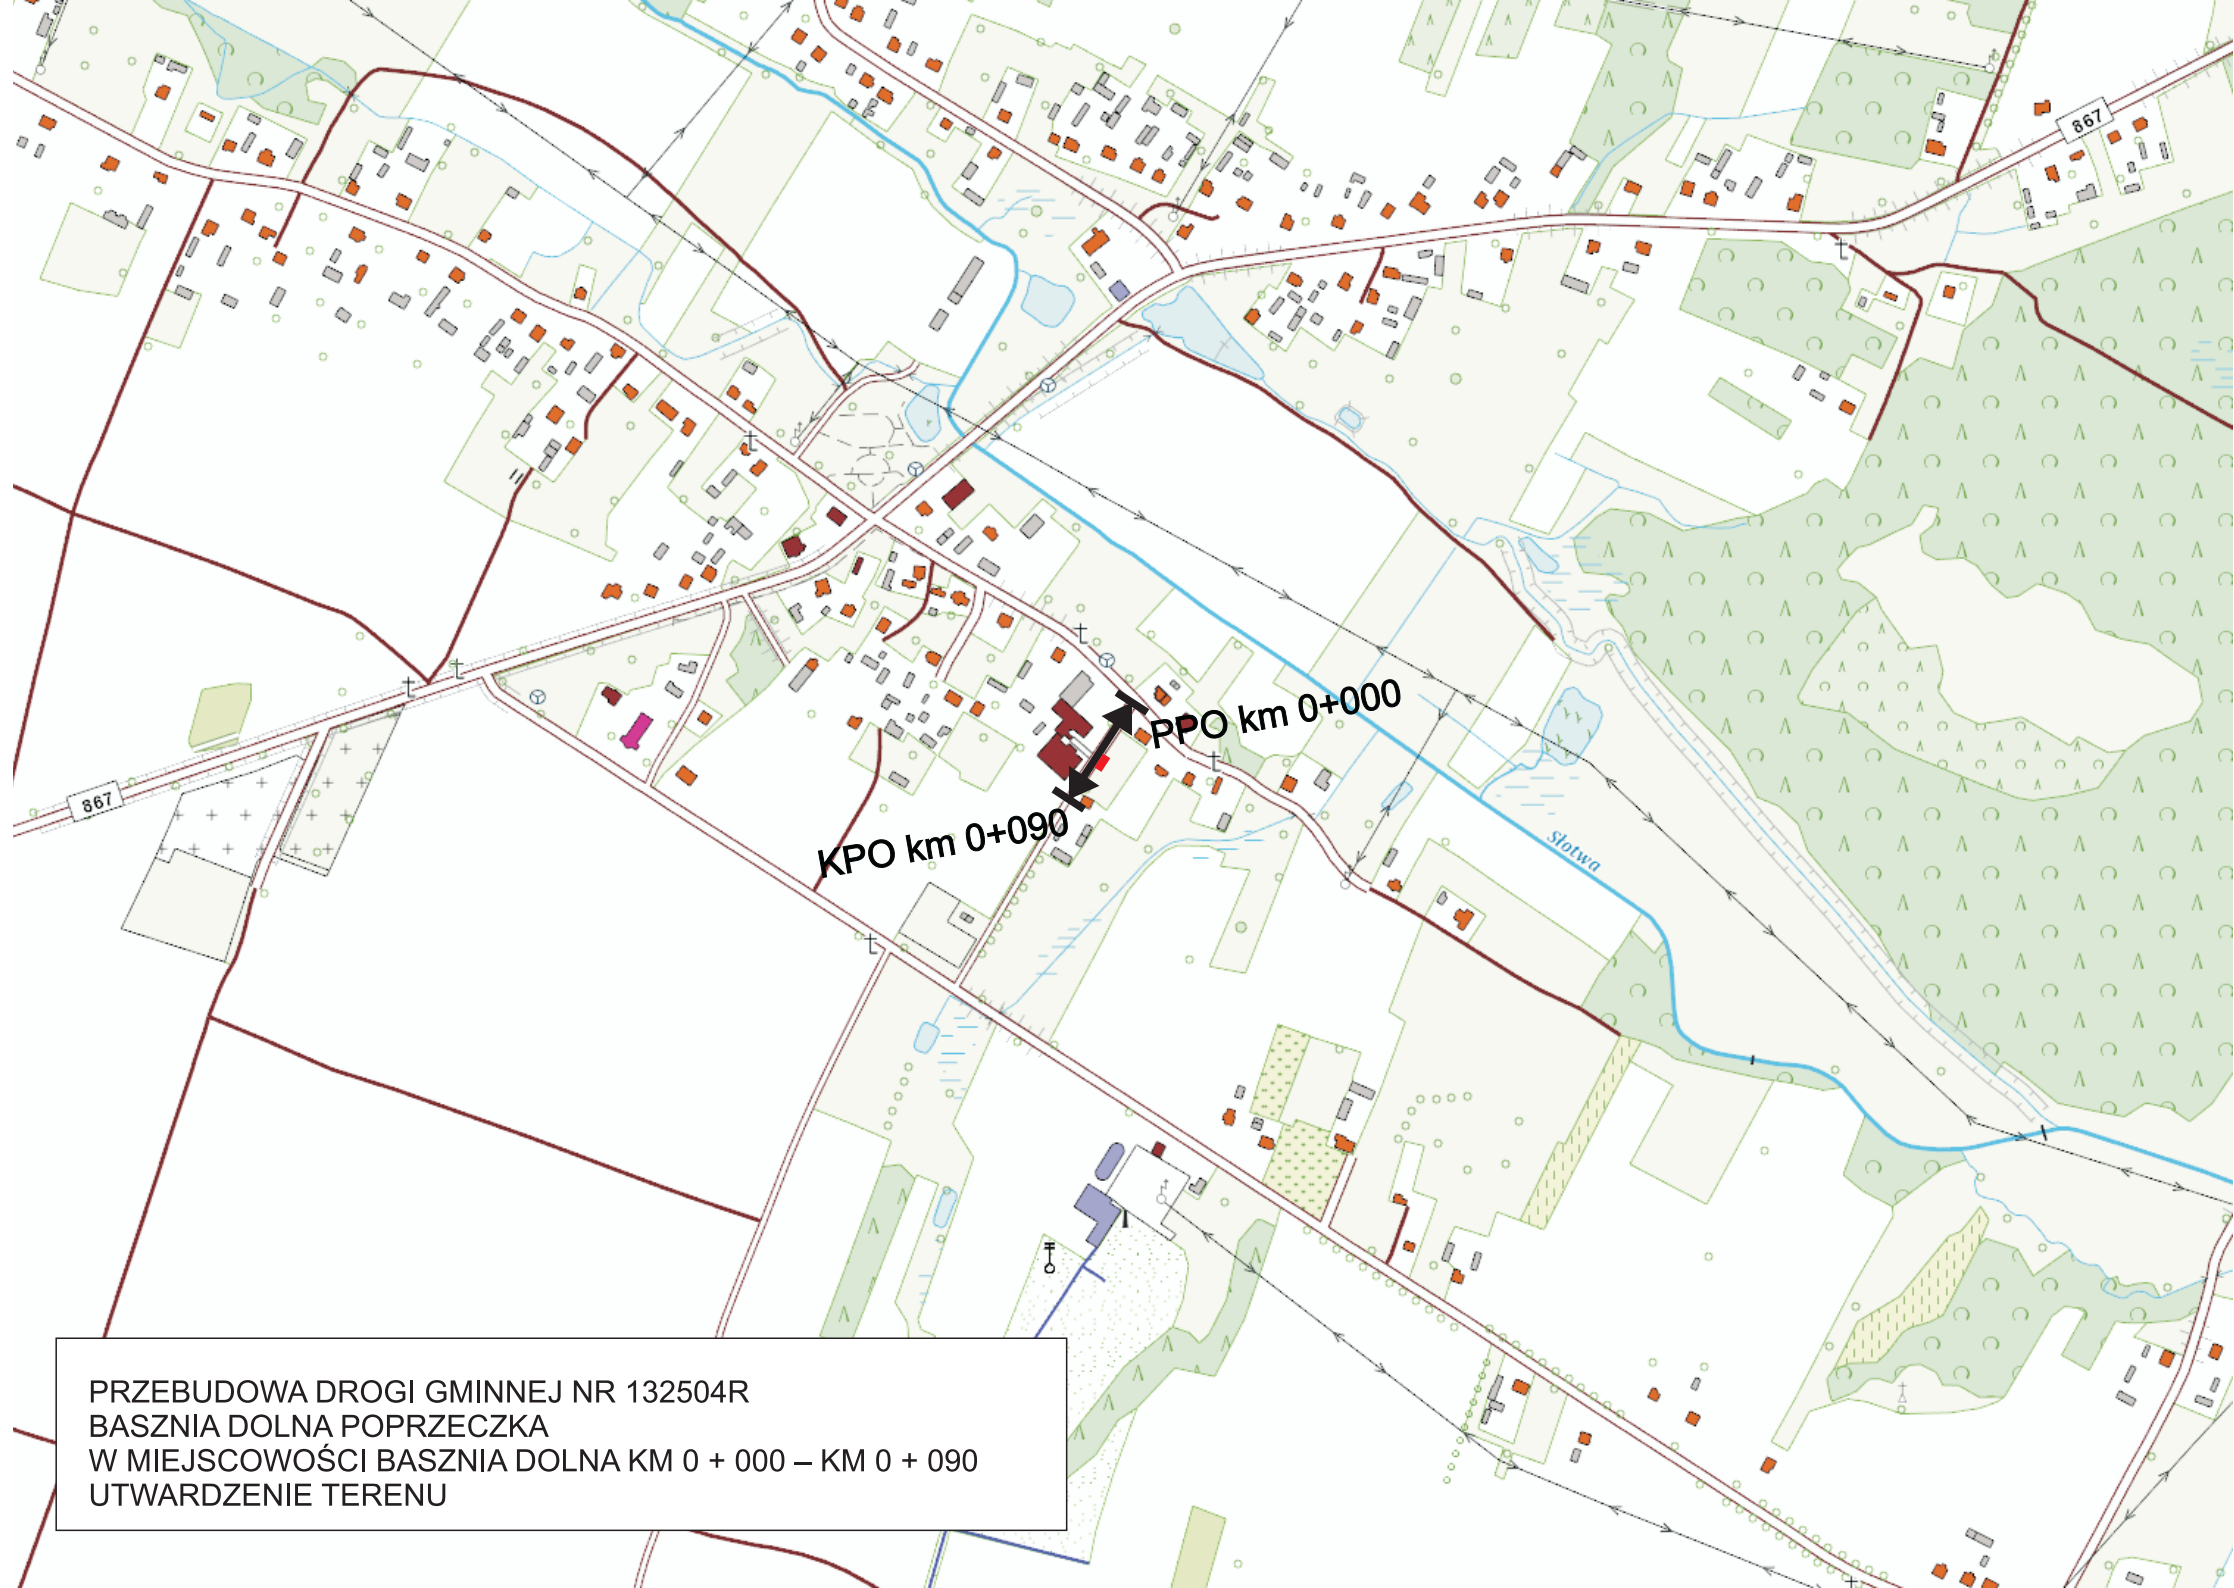 867
PPO km 0+000
867
KPO km 0+090
Słotwa
PRZEBUDOWA DROGI GMINNEJ NR 132504R
BASZNIA DOLNA POPRZECZKA
W MIEJSCOWOŚCI BASZNIA DOLNA KM 0 + 000 – KM 0 + 090
UTWARDZENIE TERENU